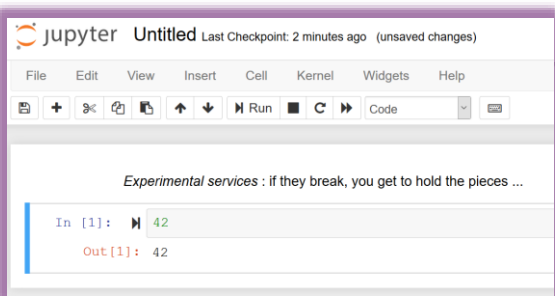 jupyter Untitled Last Checkpoint: 2 minutes ago (unsaved changes)
File Edit View Insert Cell Kernel Widgets Help
Run Code
Experimental services : if they break, you get to hold the pieces ...
In [1]: 42
Out[1]: 42